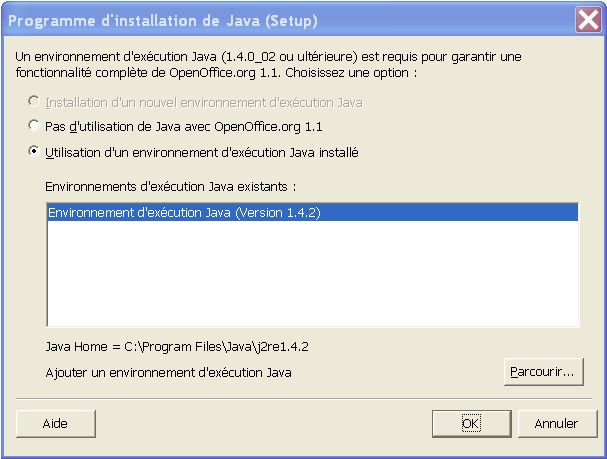 Programme d'installation de Java (Setup)
Un environnement d'exécution Java (1.4.0_02 ou ultérieure) est requis pour garantir une
fonctionnalité complète de OpenOffice.org 1.1. Choisissez une option :
Installation d'un nouvel environnement d'exécution Java
Pas d'utilisation de Java avec OpenOffice.org 1.1
Utilisation d'un environnement d'exécution Java installé
Environnements d'exécution Java existants :
Environnement d'exécution Java (Version 1.4.2)
Java Home = C:\Program Files\Java\j2re1.4.2
Ajouter un environnement d'exécution Java
Parcourir...
Aide
OK
Annuler